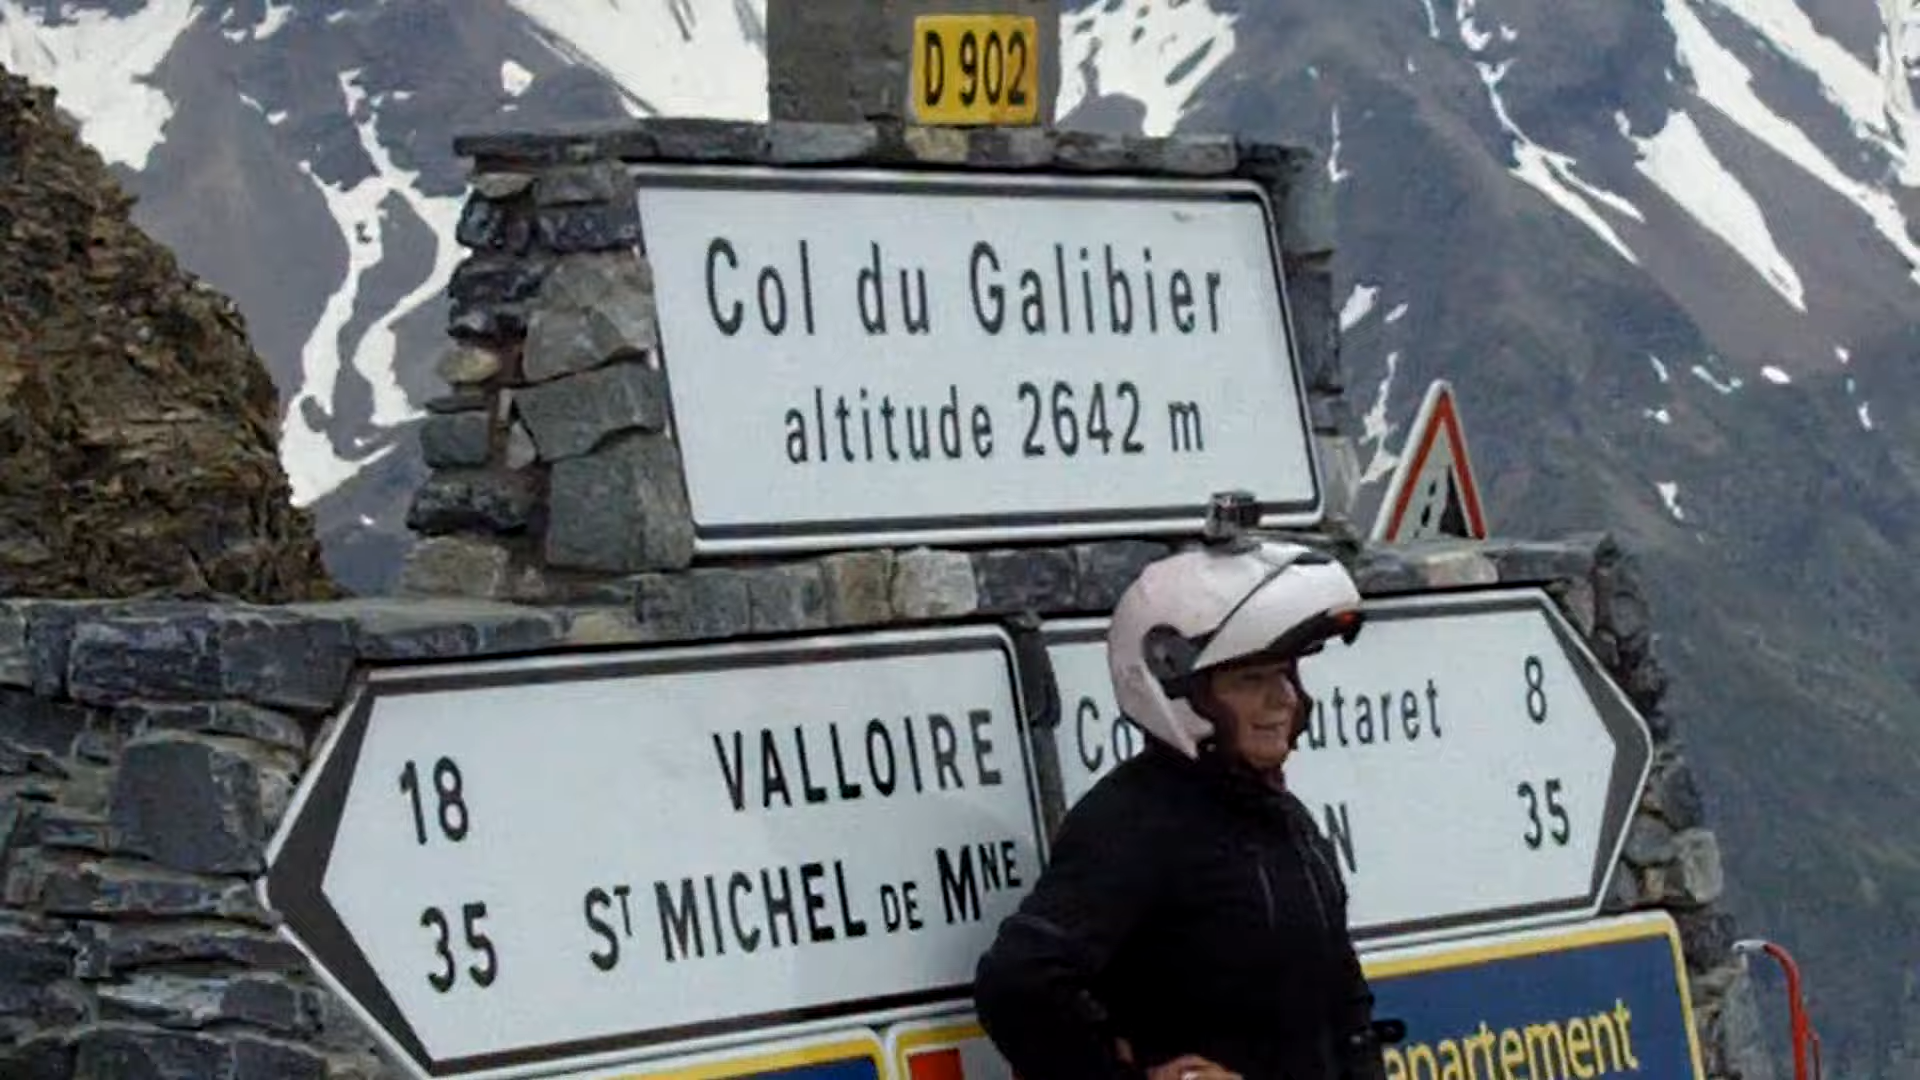 D 902
Col du Galibier
altitude 2642 m
18 VALLOIRE
35 ST MICHEL DE MNE
8
35